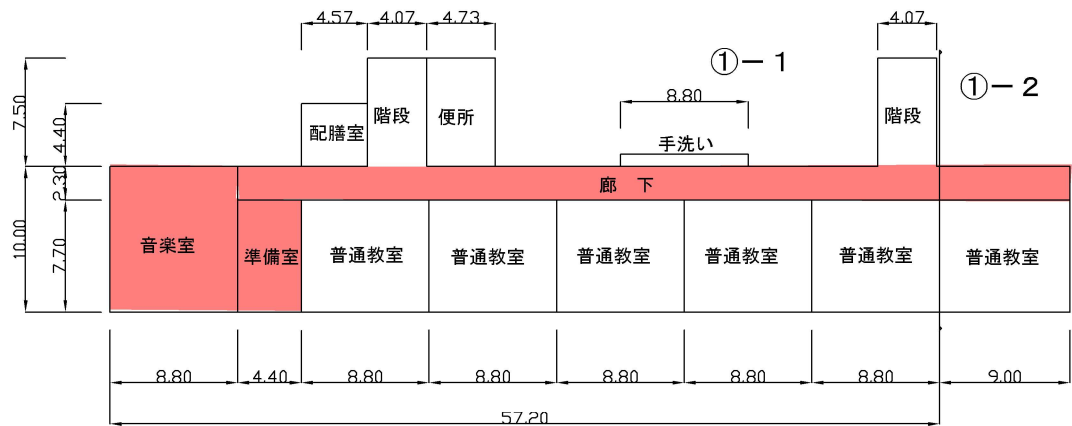 4.57 4.07 4.73 4.07
①－1
①－2
7.50
4.40
8.80
階段 便所 階段
配膳室
手洗い
2.30
廊 下
10.00
7.70
音楽室 準備室 普通教室 普通教室 普通教室 普通教室 普通教室 普通教室
8.80 4.40 8.80 8.80 8.80 8.80 8.80 9.00
57.20